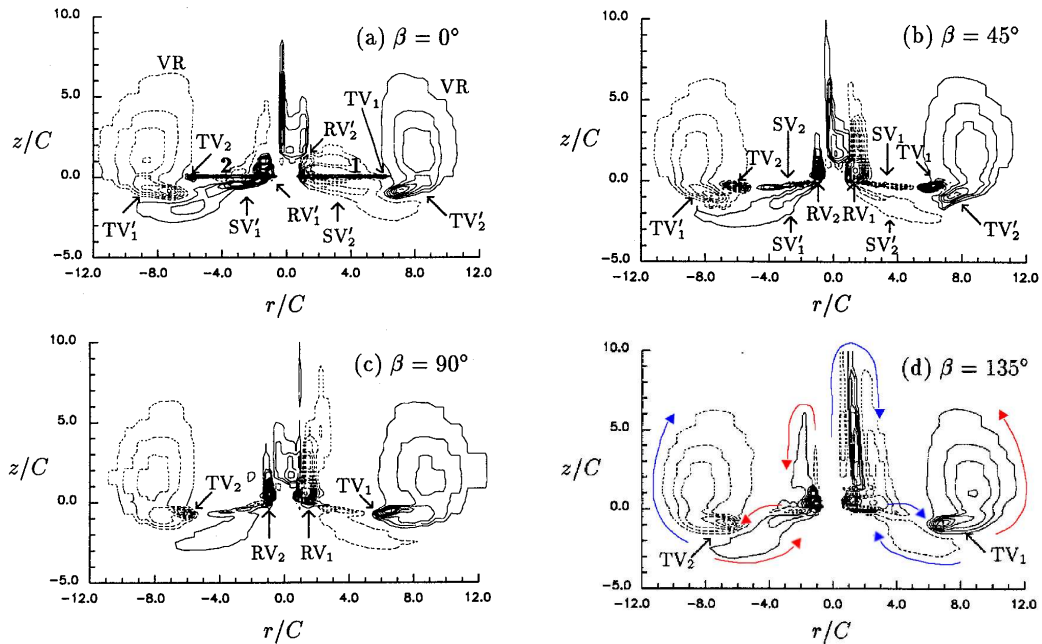 (a) β = 0°
10.0
5.0
0.0
-5.0
z/C
VR
VR
TV₂
TV₁
RV′₂
2
1
TV′₁
SV′₁
RV′₁
SV′₂
TV′₂
-12.0 -8.0 -4.0 0.0 4.0 8.0 12.0
r/C
(b) β = 45°
10.0
5.0
0.0
-5.0
z/C
SV₂
TV₂
SV₁
TV₁
TV′₁
RV₂
RV₁
TV′₂
SV′₁
SV′₂
-12.0 -8.0 -4.0 0.0 4.0 8.0 12.0
r/C
(c) β = 90°
10.0
5.0
0.0
-5.0
z/C
TV₂
TV₁
RV₂
RV₁
-12.0 -8.0 -4.0 0.0 4.0 8.0 12.0
r/C
(d) β = 135°
10.0
5.0
0.0
-5.0
z/C
TV₂
TV₁
-12.0 -8.0 -4.0 0.0 4.0 8.0 12.0
r/C